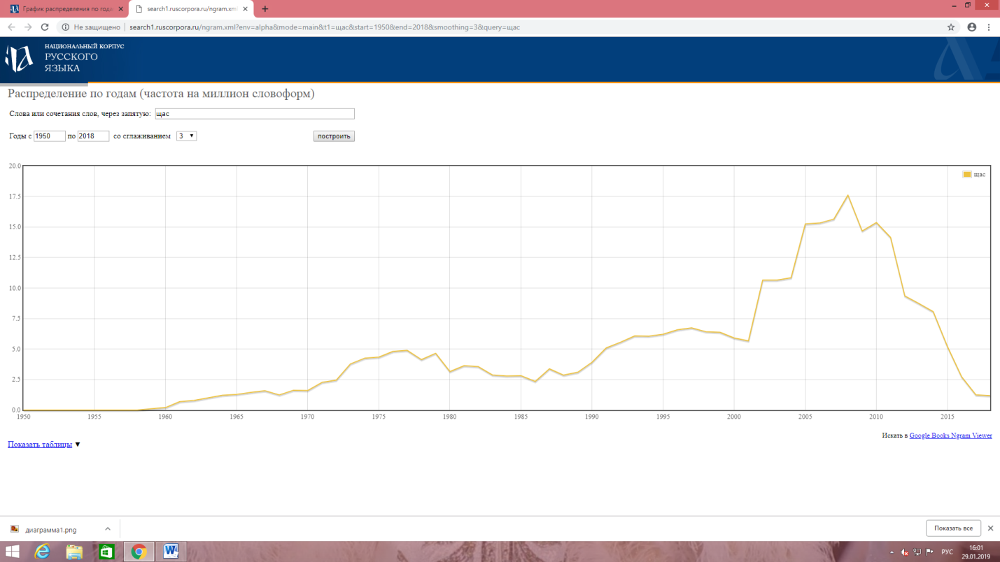 График распределения по года
search1.ruscorpora.ru/ngram.xml
Не защищено
search1.ruscorpora.ru/ngram.xml?env=alpha&mode=main&t1=щас&start=1950&end=2018&smoothing=3&query=щас
НАЦИОНАЛЬНЫЙ КОРПУС
РУССКОГО
ЯЗЫКА
Распределение по годам (частота на миллион словоформ)
Слова или сочетания слов, через запятую: щас
Годы с 1950 по 2018 со сглаживанием 3 построить
щас
20.0
17.5
15.0
12.5
10.0
7.5
5.0
2.5
0.0
1950 1955 1960 1965 1970 1975 1980 1985 1990 1995 2000 2005 2010 2015
Искать в Google Books Ngram Viewer
Показать таблицы ▼
диаграмма1.png
Показать все
РУС
16:01
29.01.2019